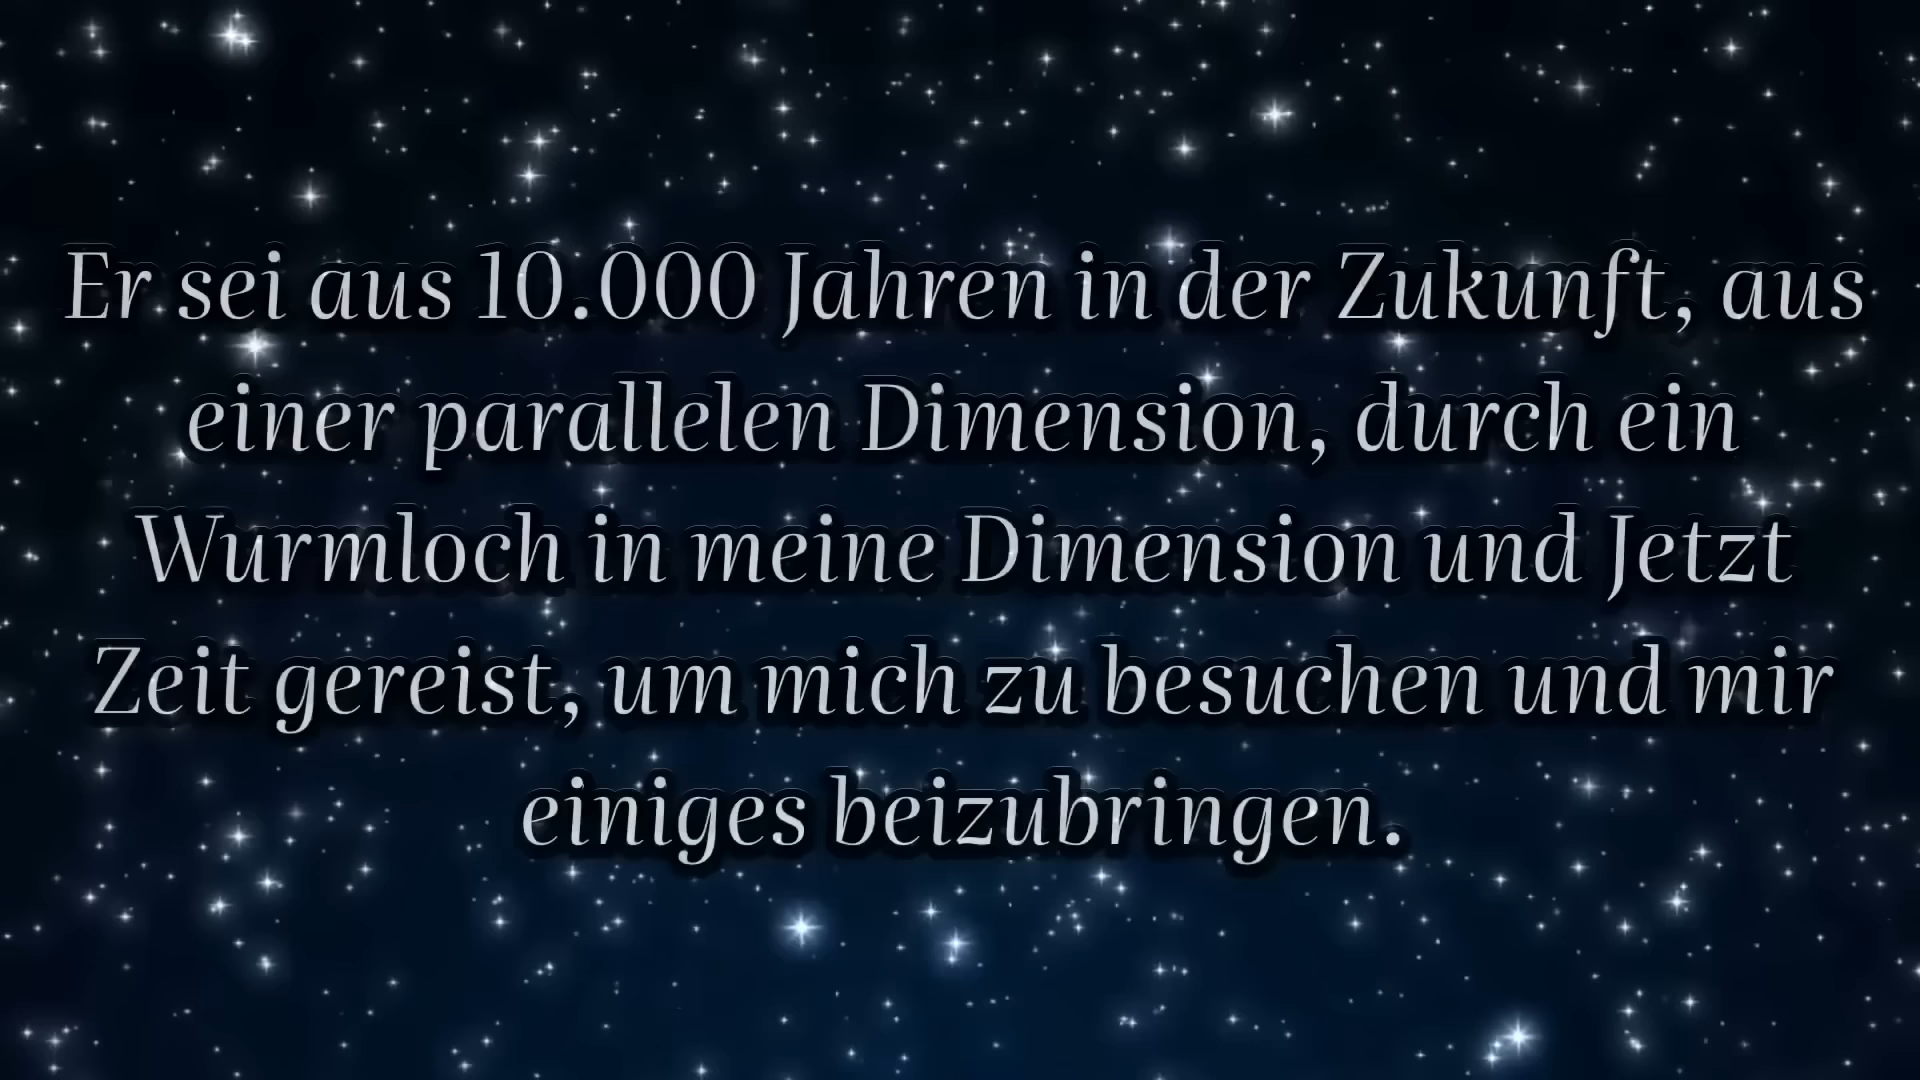 Er sei aus 10.000 Jahren in der Zukunft, aus
einer parallelen Dimension, durch ein
Wurmloch in meine Dimension und Jetzt
Zeit gereist, um mich zu besuchen und mir
einiges beizubringen.